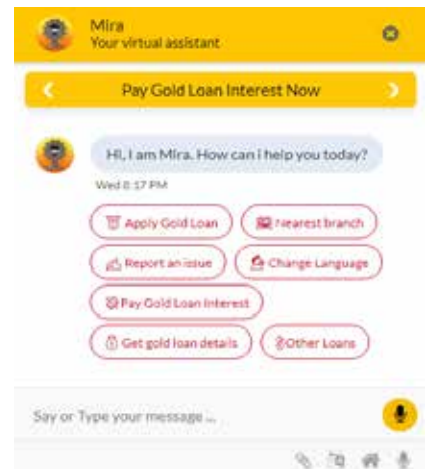 Mira
Your virtual assistant
Pay Gold Loan Interest Now
Hi, I am Mira. How can i help you today?
Wed 8:17 PM
Apply Gold Loan
Nearest branch
Report an issue
Change Language
Pay Gold Loan Interest
Get gold loan details
Other Loans
Say or Type your message ...